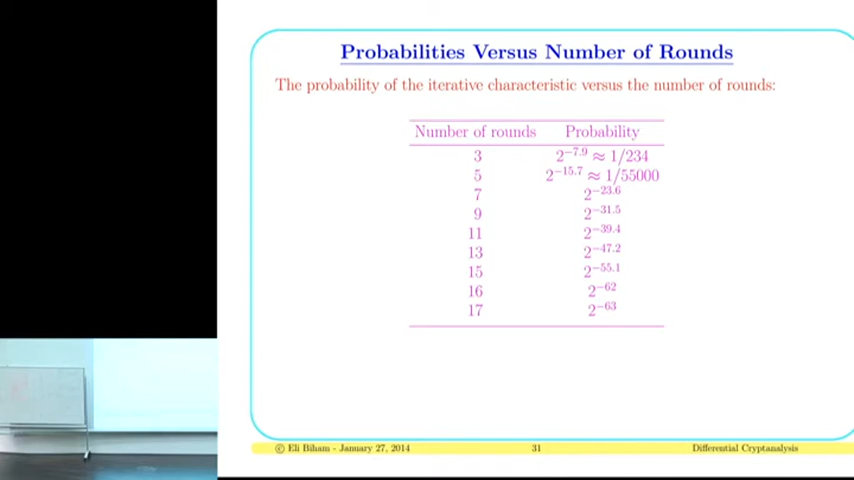 Probabilities Versus Number of Rounds
The probability of the iterative characteristic versus the number of rounds:
Number of rounds Probability
3 2^−7.9 ≈ 1/234
5 2^−15.7 ≈ 1/55000
7 2^−23.6
9 2^−31.5
11 2^−39.4
13 2^−47.2
15 2^−55.1
16 2^−62
17 2^−63
© Eli Biham - January 27, 2014 31 Differential Cryptanalysis